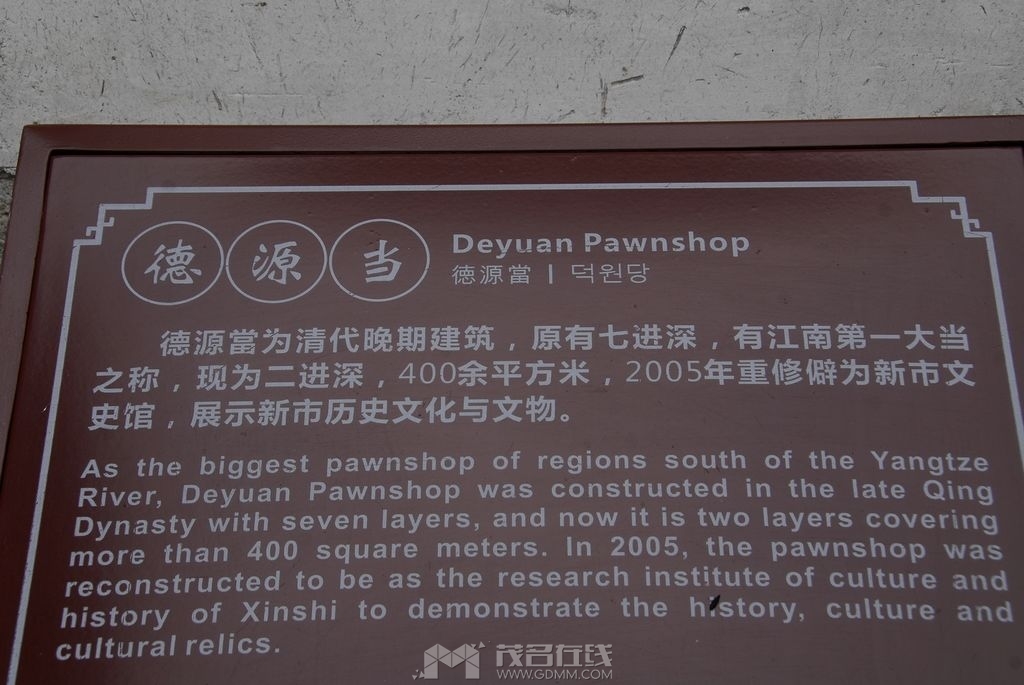 德源当
Deyuan Pawnshop
徳源當 | 덕원당
德源當为清代晚期建筑，原有七进深，有江南第一大当
之称，现为二进深，400余平方米，2005年重修僻为新市文
史馆，展示新市历史文化与文物。
As the biggest pawnshop of regions south of the Yangtze
River, Deyuan Pawnshop was constructed in the late Qing
Dynasty with seven layers, and now it is two layers covering
more than 400 square meters. In 2005, the pawnshop was
reconstructed to be as the research institute of culture and
history of Xinshi to demonstrate the history, culture and
cultural relics.
茂名在线
WWW.GDMM.COM